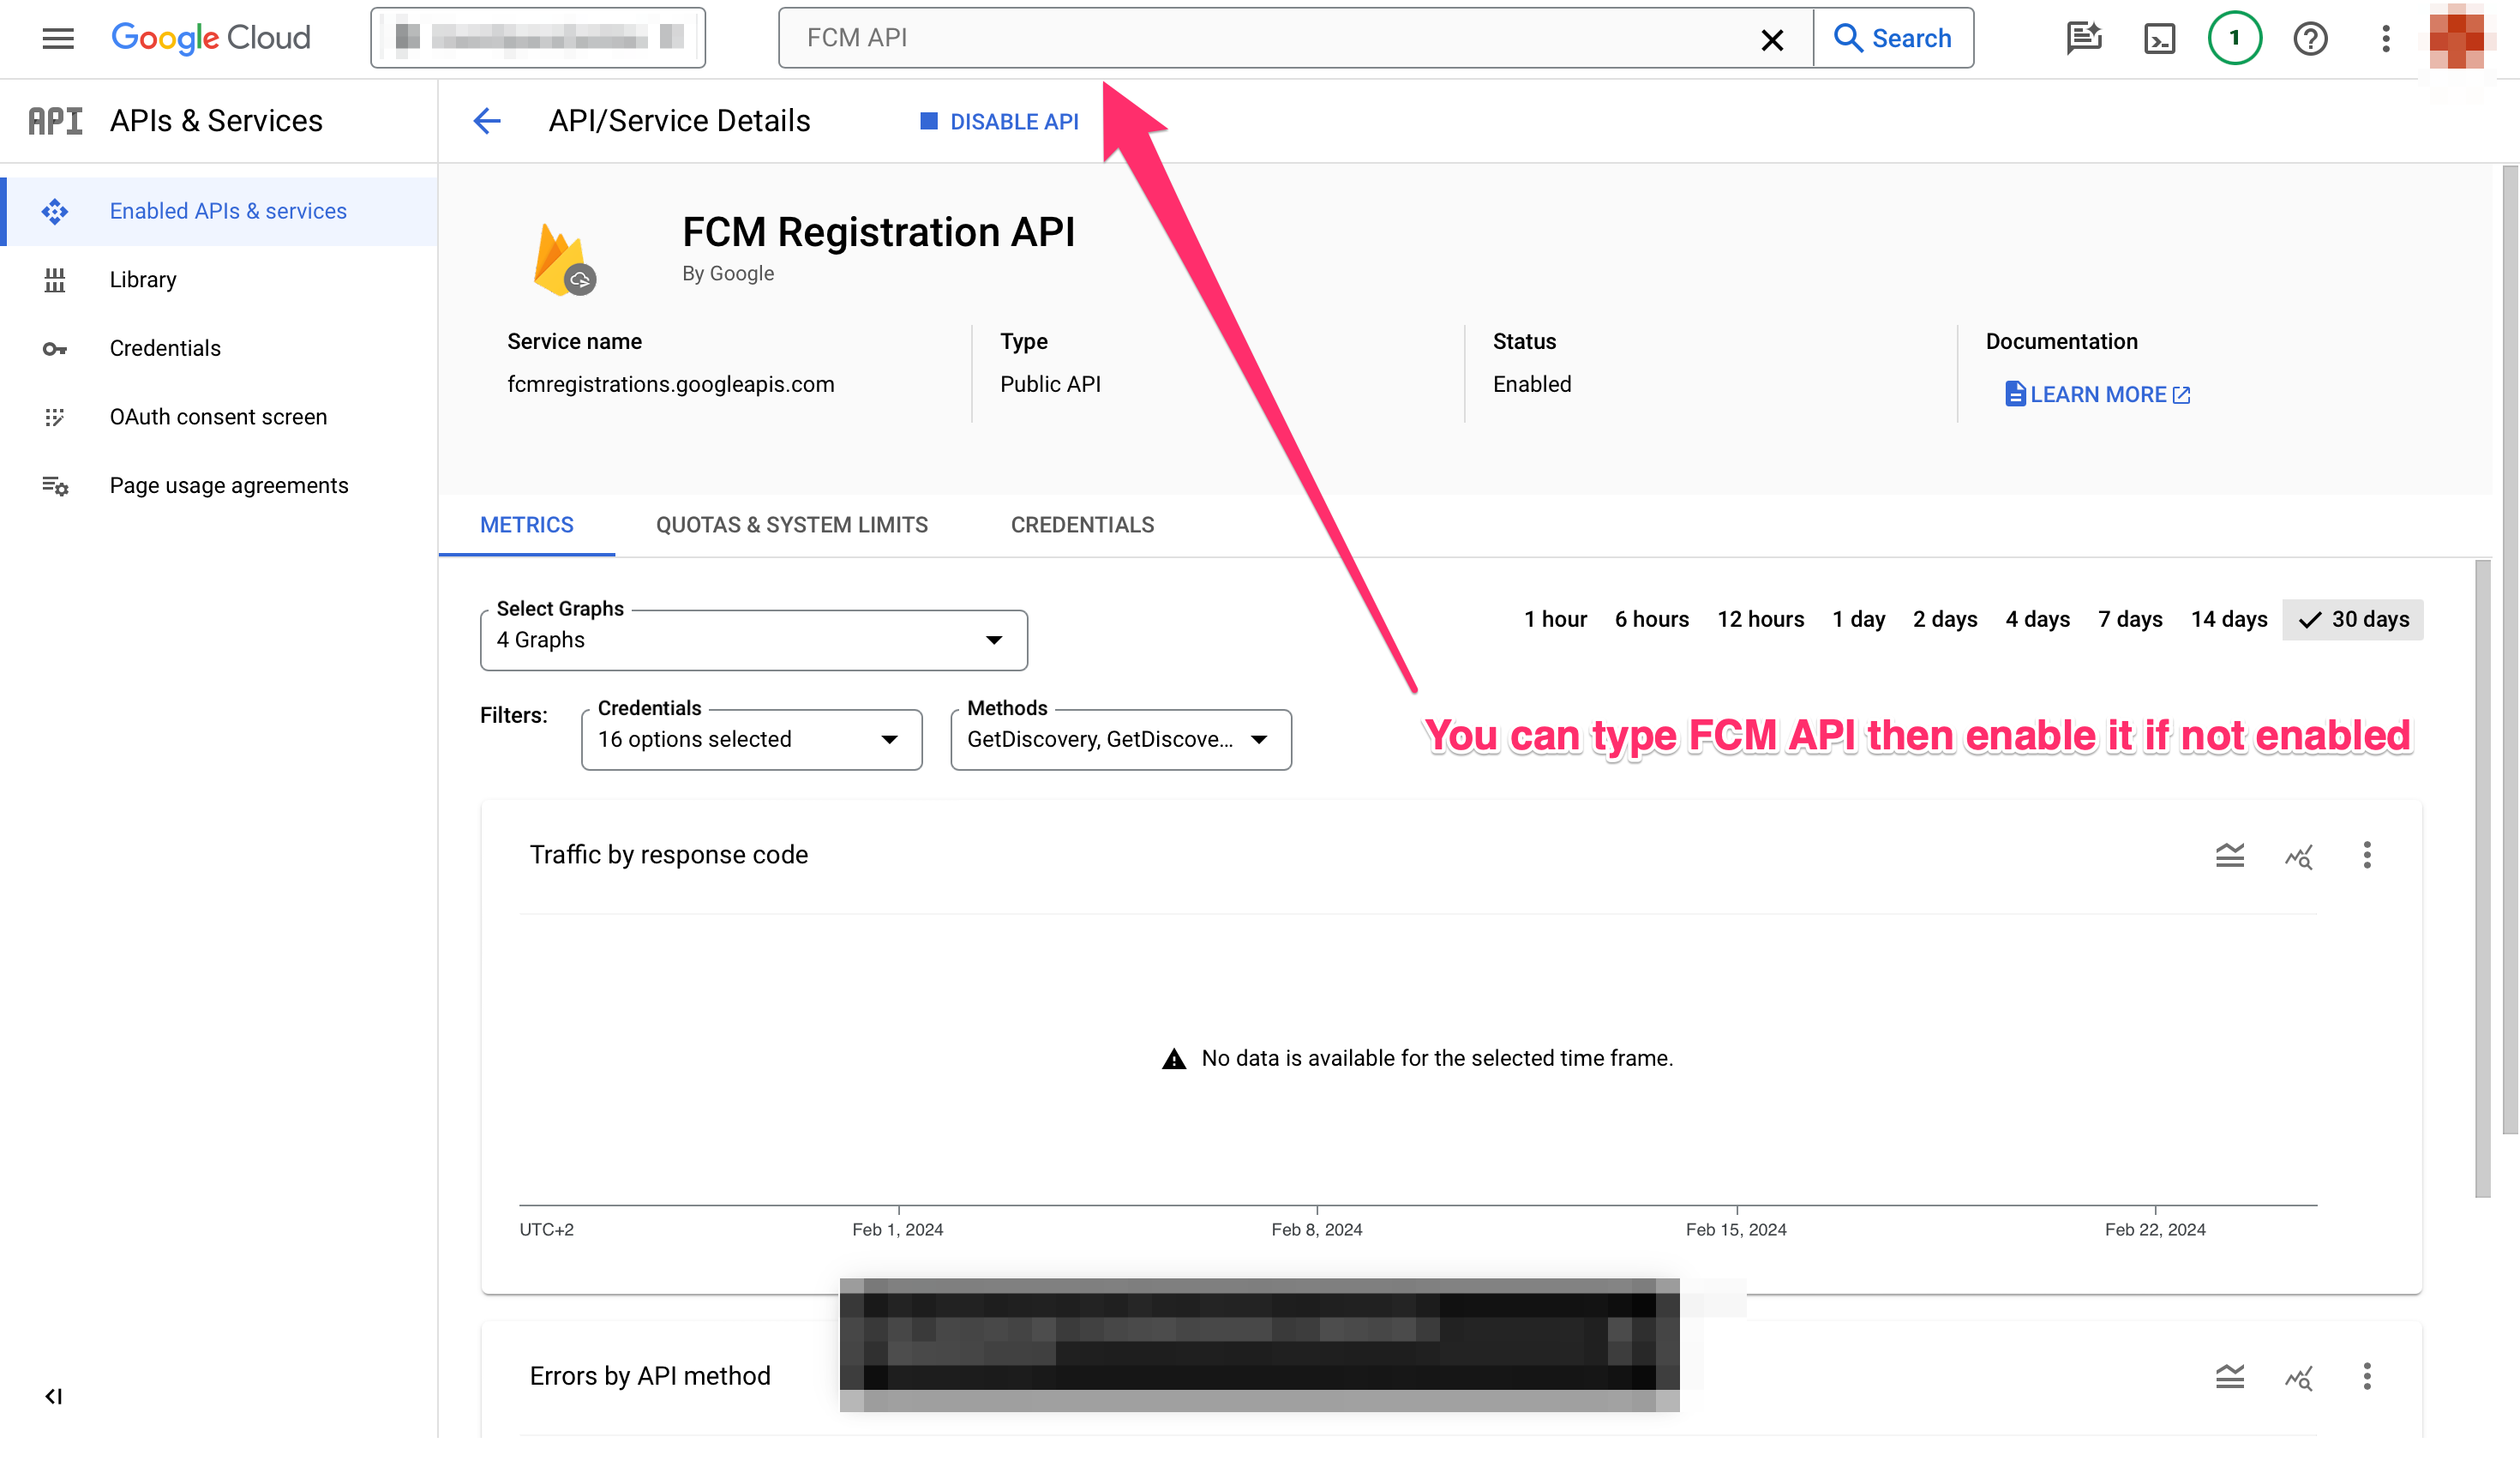 Google Cloud
FCM API
Search
1
API
APIs & Services
API/Service Details
DISABLE API
Enabled APIs & services
Library
Credentials
OAuth consent screen
Page usage agreements
FCM Registration API
By Google
Service name
fcmregistrations.googleapis.com
Type
Public API
Status
Enabled
Documentation
LEARN MORE
METRICS
QUOTAS & SYSTEM LIMITS
CREDENTIALS
Select Graphs
4 Graphs
1 hour
6 hours
12 hours
1 day
2 days
4 days
7 days
14 days
30 days
Filters:
Credentials
16 options selected
Methods
GetDiscovery, GetDiscove...
You can type FCM API then enable it if not enabled
Traffic by response code
No data is available for the selected time frame.
UTC+2
Feb 1, 2024
Feb 8, 2024
Feb 15, 2024
Feb 22, 2024
Errors by API method